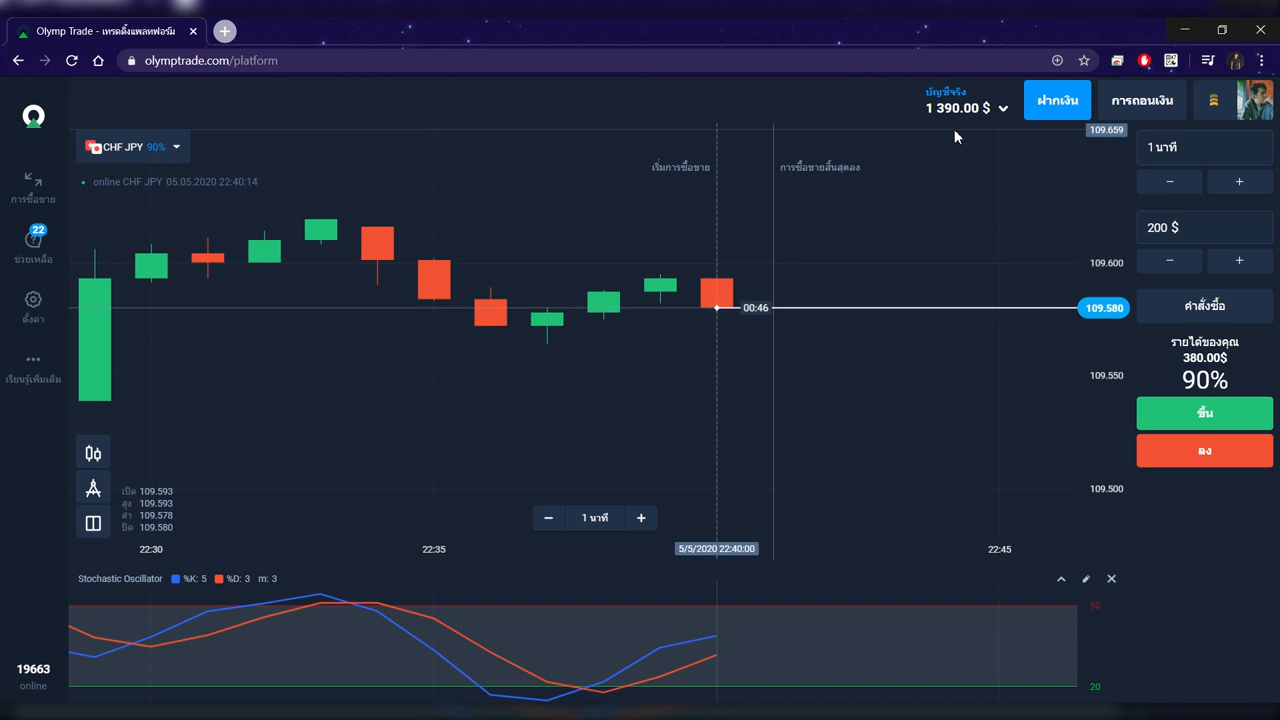 Olymp Trade - เทรดดิ้งแพลทฟอร์ม
olymptrade.com/platform
บัญชีจริง
1 390.00 $
ฝากเงิน
การถอนเงิน
CHF JPY 90%
online CHF JPY 05.05.2020 22:40:14
เริ่มการซื้อขาย
การซื้อขายสิ้นสุดลง
109.659
109.600
109.580
109.550
109.500
00:46
การซื้อขาย
22
ช่วยเหลือ
ตั้งค่า
เรียนรู้เพิ่มเติม
1 นาที
− +
200 $
− +
คำสั่งซื้อ
รายได้ของคุณ
380.00$
90%
ขึ้น
ลง
เปิด 109.593
สูง 109.593
ต่ำ 109.578
ปิด 109.580
− 1 นาที +
22:30
22:35
5/5/2020 22:40:00
22:45
Stochastic Oscillator %K: 5 %D: 3 m: 3
80
20
19663
online